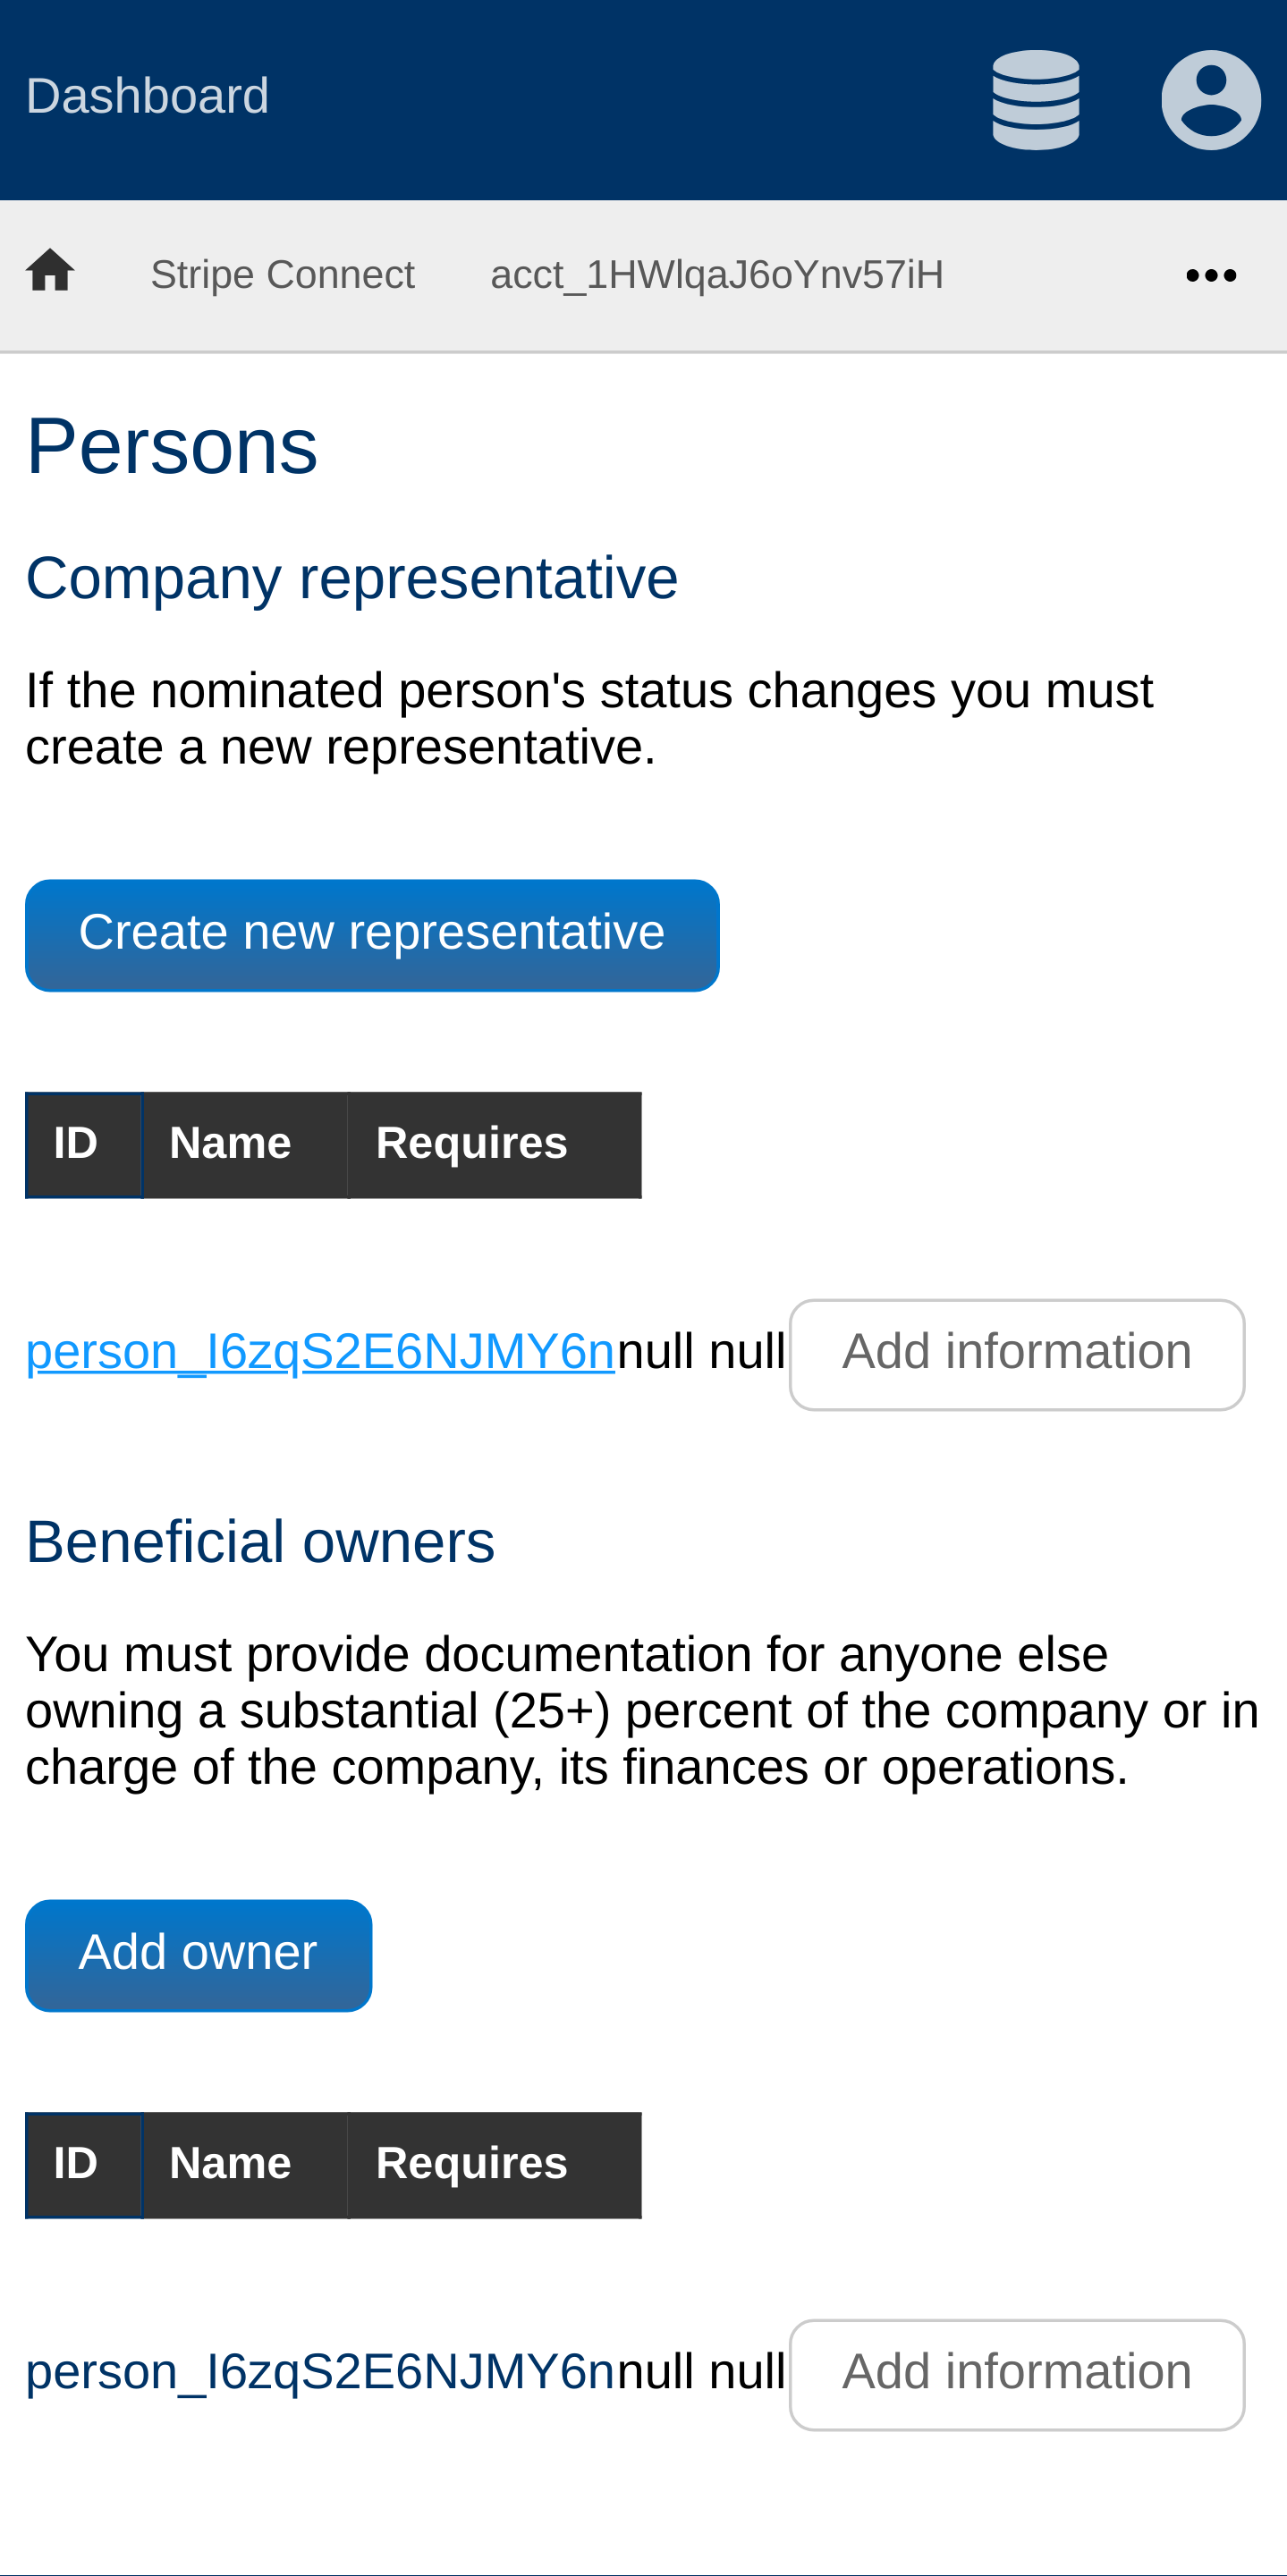 Dashboard
Stripe Connect acct_1HWlqaJ6oYnv57iH
Persons
Company representative
If the nominated person's status changes you must
create a new representative.
Create new representative
ID Name Requires
person_I6zqS2E6NJMY6nnull null Add information
Beneficial owners
You must provide documentation for anyone else
owning a substantial (25+) percent of the company or in
charge of the company, its finances or operations.
Add owner
ID Name Requires
person_I6zqS2E6NJMY6nnull null Add information